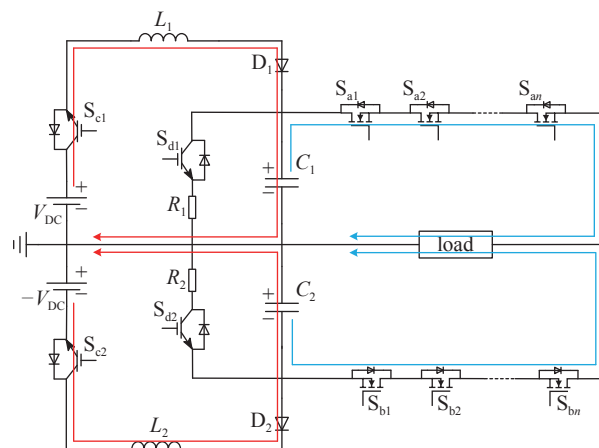 L1
D1
Sa1 Sa2 San
Sc1
Sd1
+
−
VDC
R1
+
−
C1
load
+
−
−VDC
R2
+
−
C2
Sd2
Sc2
Sb1 Sb2 Sbn
L2
D2